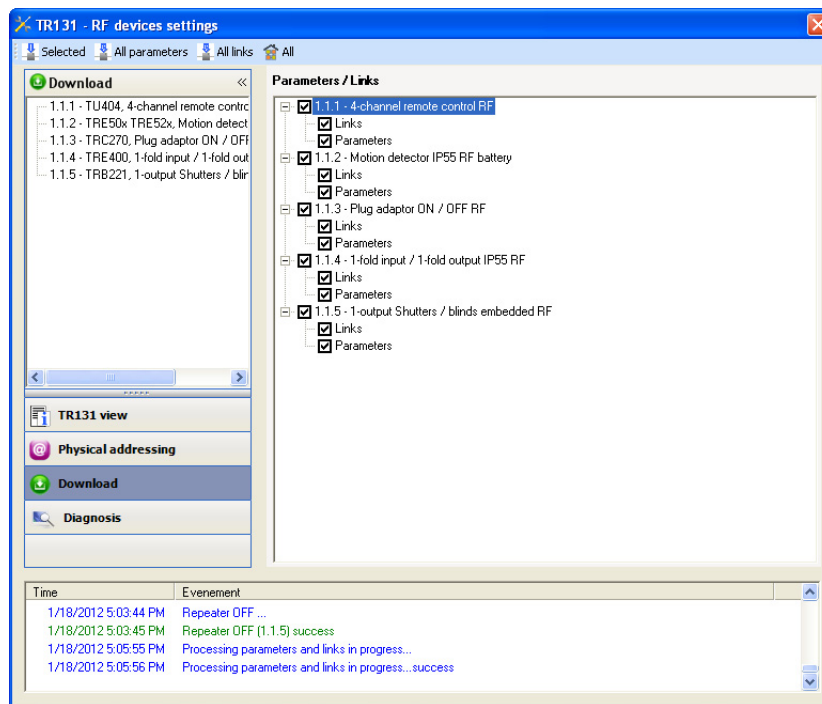 TR131 - RF devices settings
Selected All parameters All links All
Download «
1.1.1 - TU404, 4-channel remote contrc
1.1.2 - TRE50x TRE52x, Motion detect
1.1.3 - TRC270, Plug adaptor ON / OFF
1.1.4 - TRE400, 1-fold input / 1-fold out
1.1.5 - TRB221, 1-output Shutters / blir
TR131 view
Physical addressing
Download
Diagnosis
Parameters / Links
1.1.1 - 4-channel remote control RF
Links
Parameters
1.1.2 - Motion detector IP55 RF battery
Links
Parameters
1.1.3 - Plug adaptor ON / OFF RF
Links
Parameters
1.1.4 - 1-fold input / 1-fold output IP55 RF
Links
Parameters
1.1.5 - 1-output Shutters / blinds embedded RF
Links
Parameters
Time Evenement
1/18/2012 5:03:44 PM Repeater OFF ...
1/18/2012 5:03:45 PM Repeater OFF (1.1.5) success
1/18/2012 5:05:55 PM Processing parameters and links in progress...
1/18/2012 5:05:56 PM Processing parameters and links in progress...success